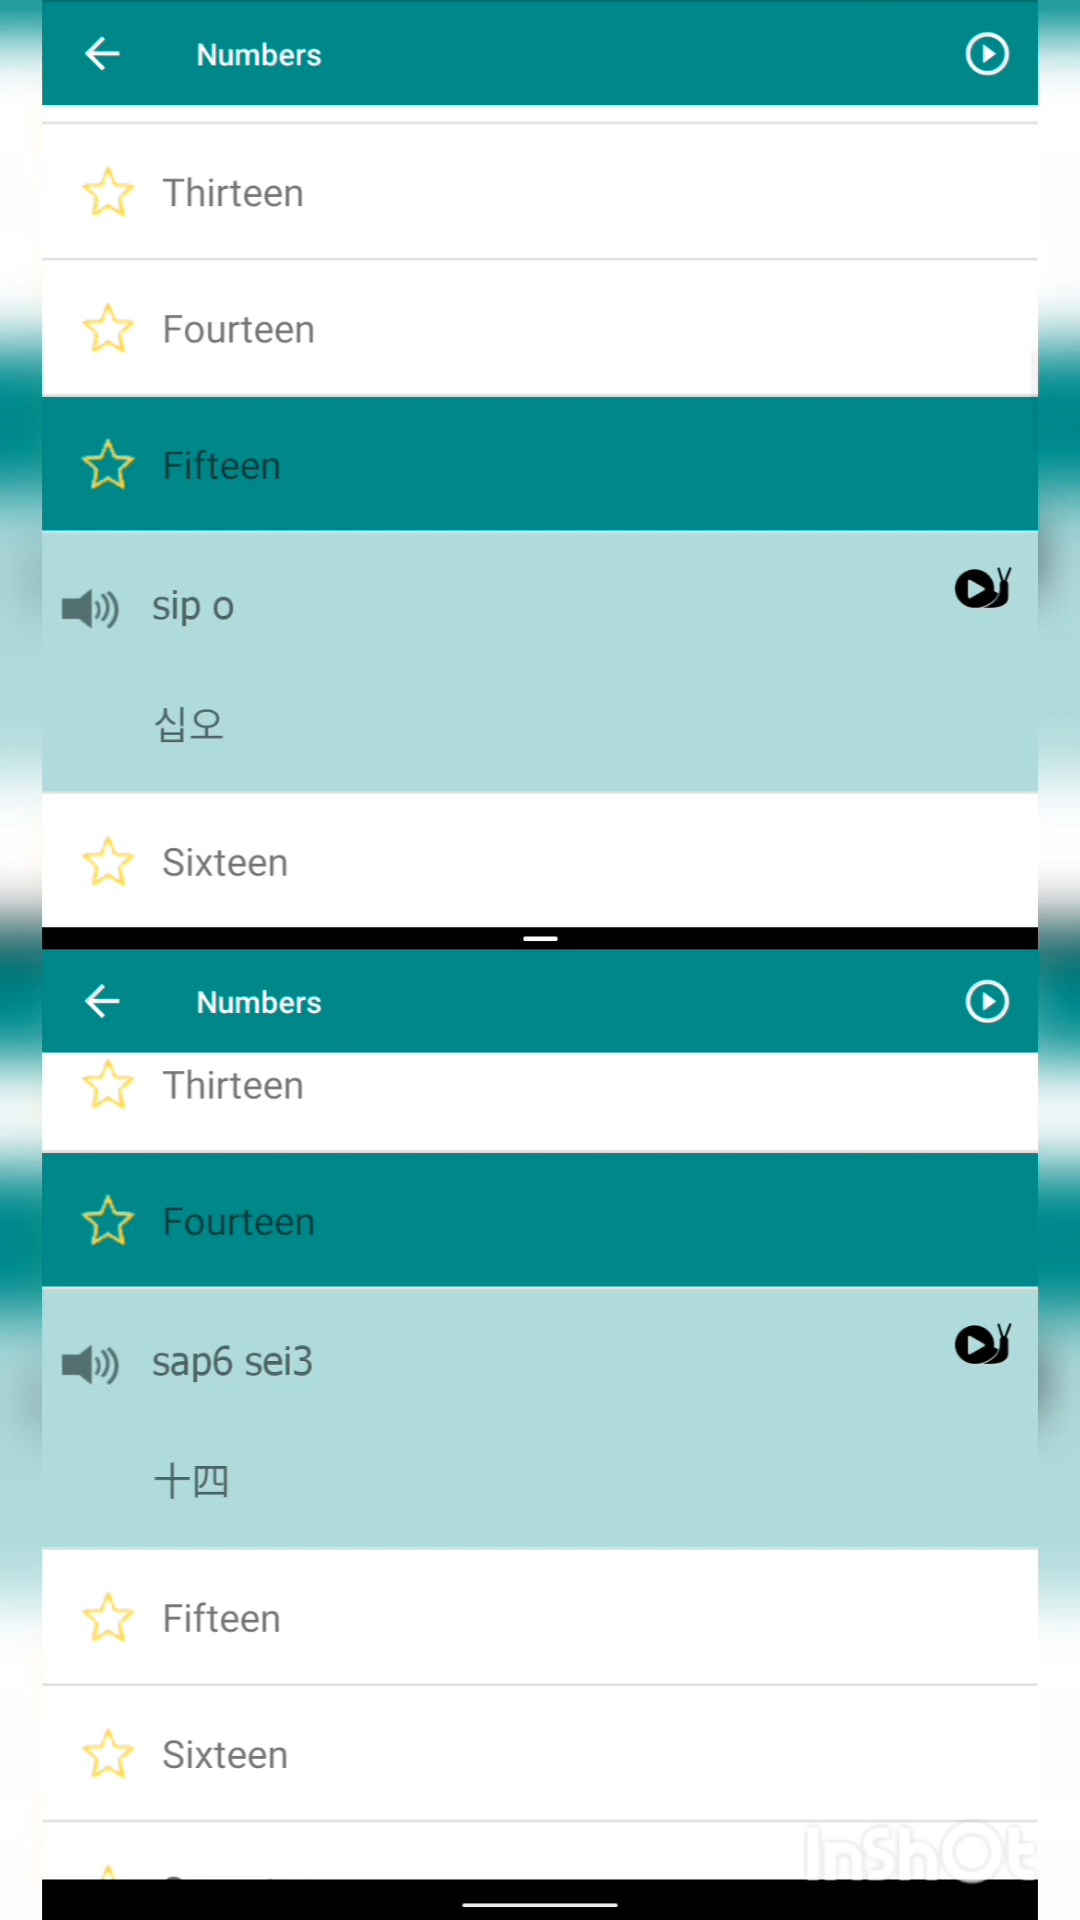 Numbers
Thirteen
Fourteen
Fifteen
sip o
십오
Sixteen
Numbers
Thirteen
Fourteen
sap6 sei3
十四
Fifteen
Sixteen
InShOt